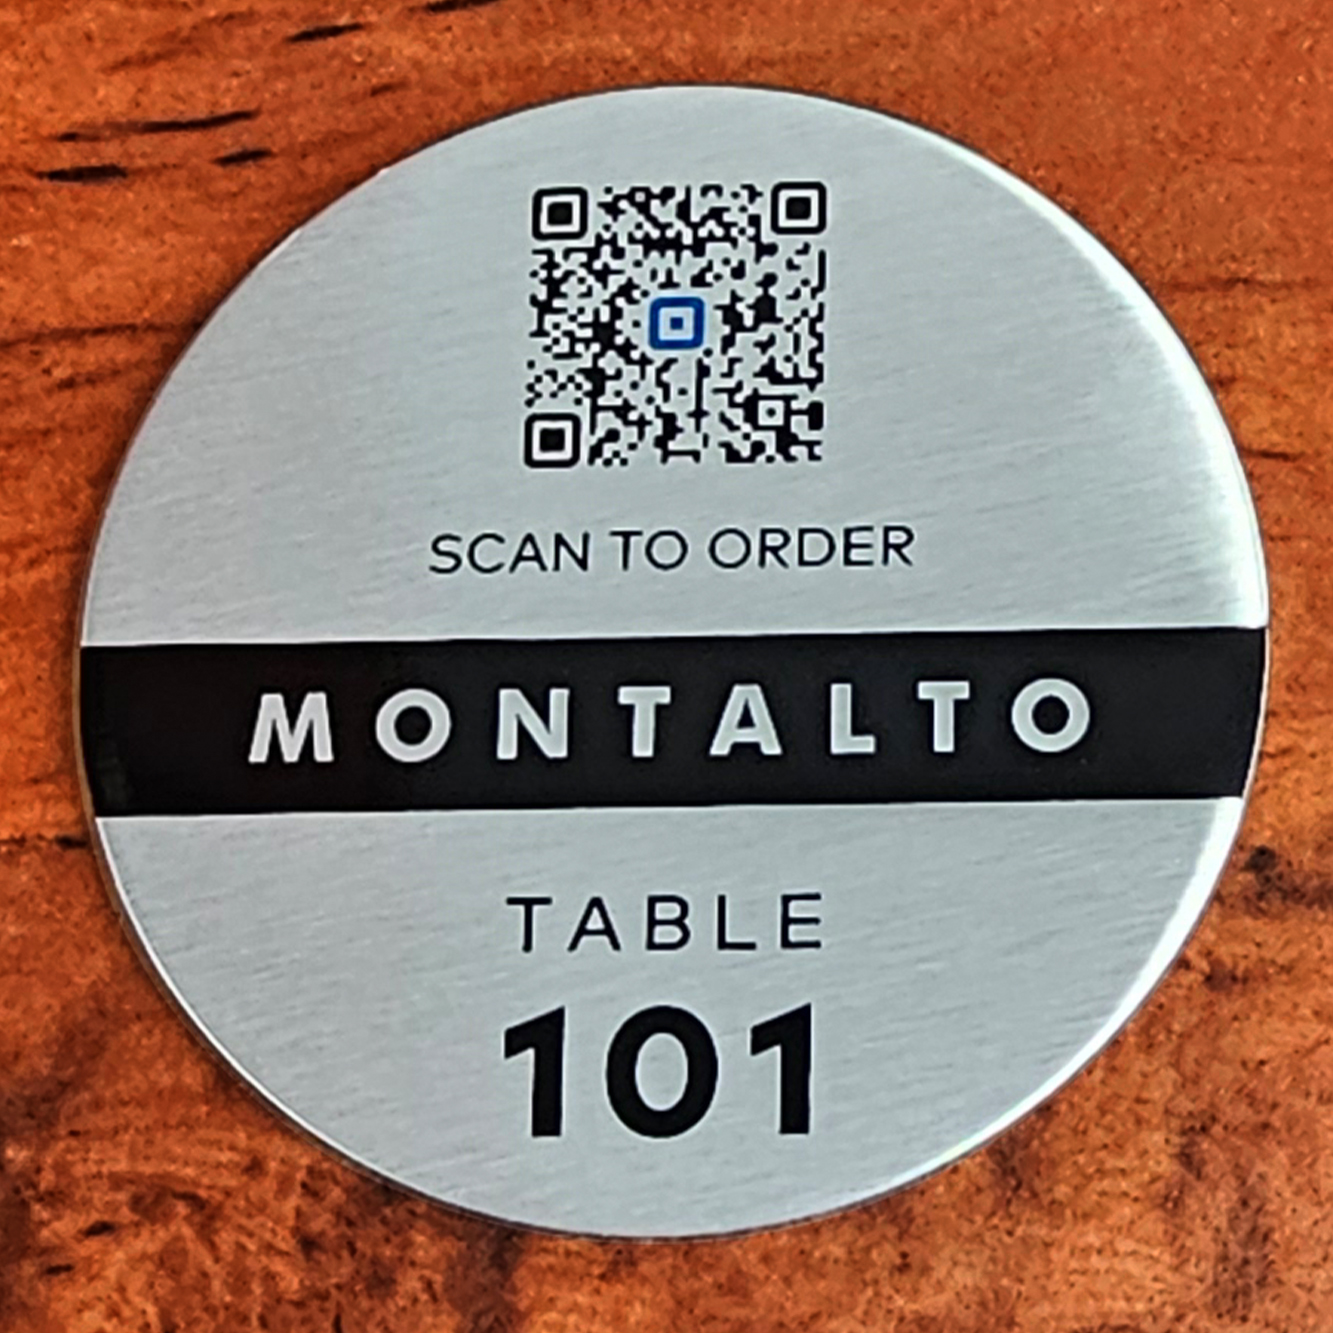 SCAN TO ORDER
MONTALTO
TABLE
101